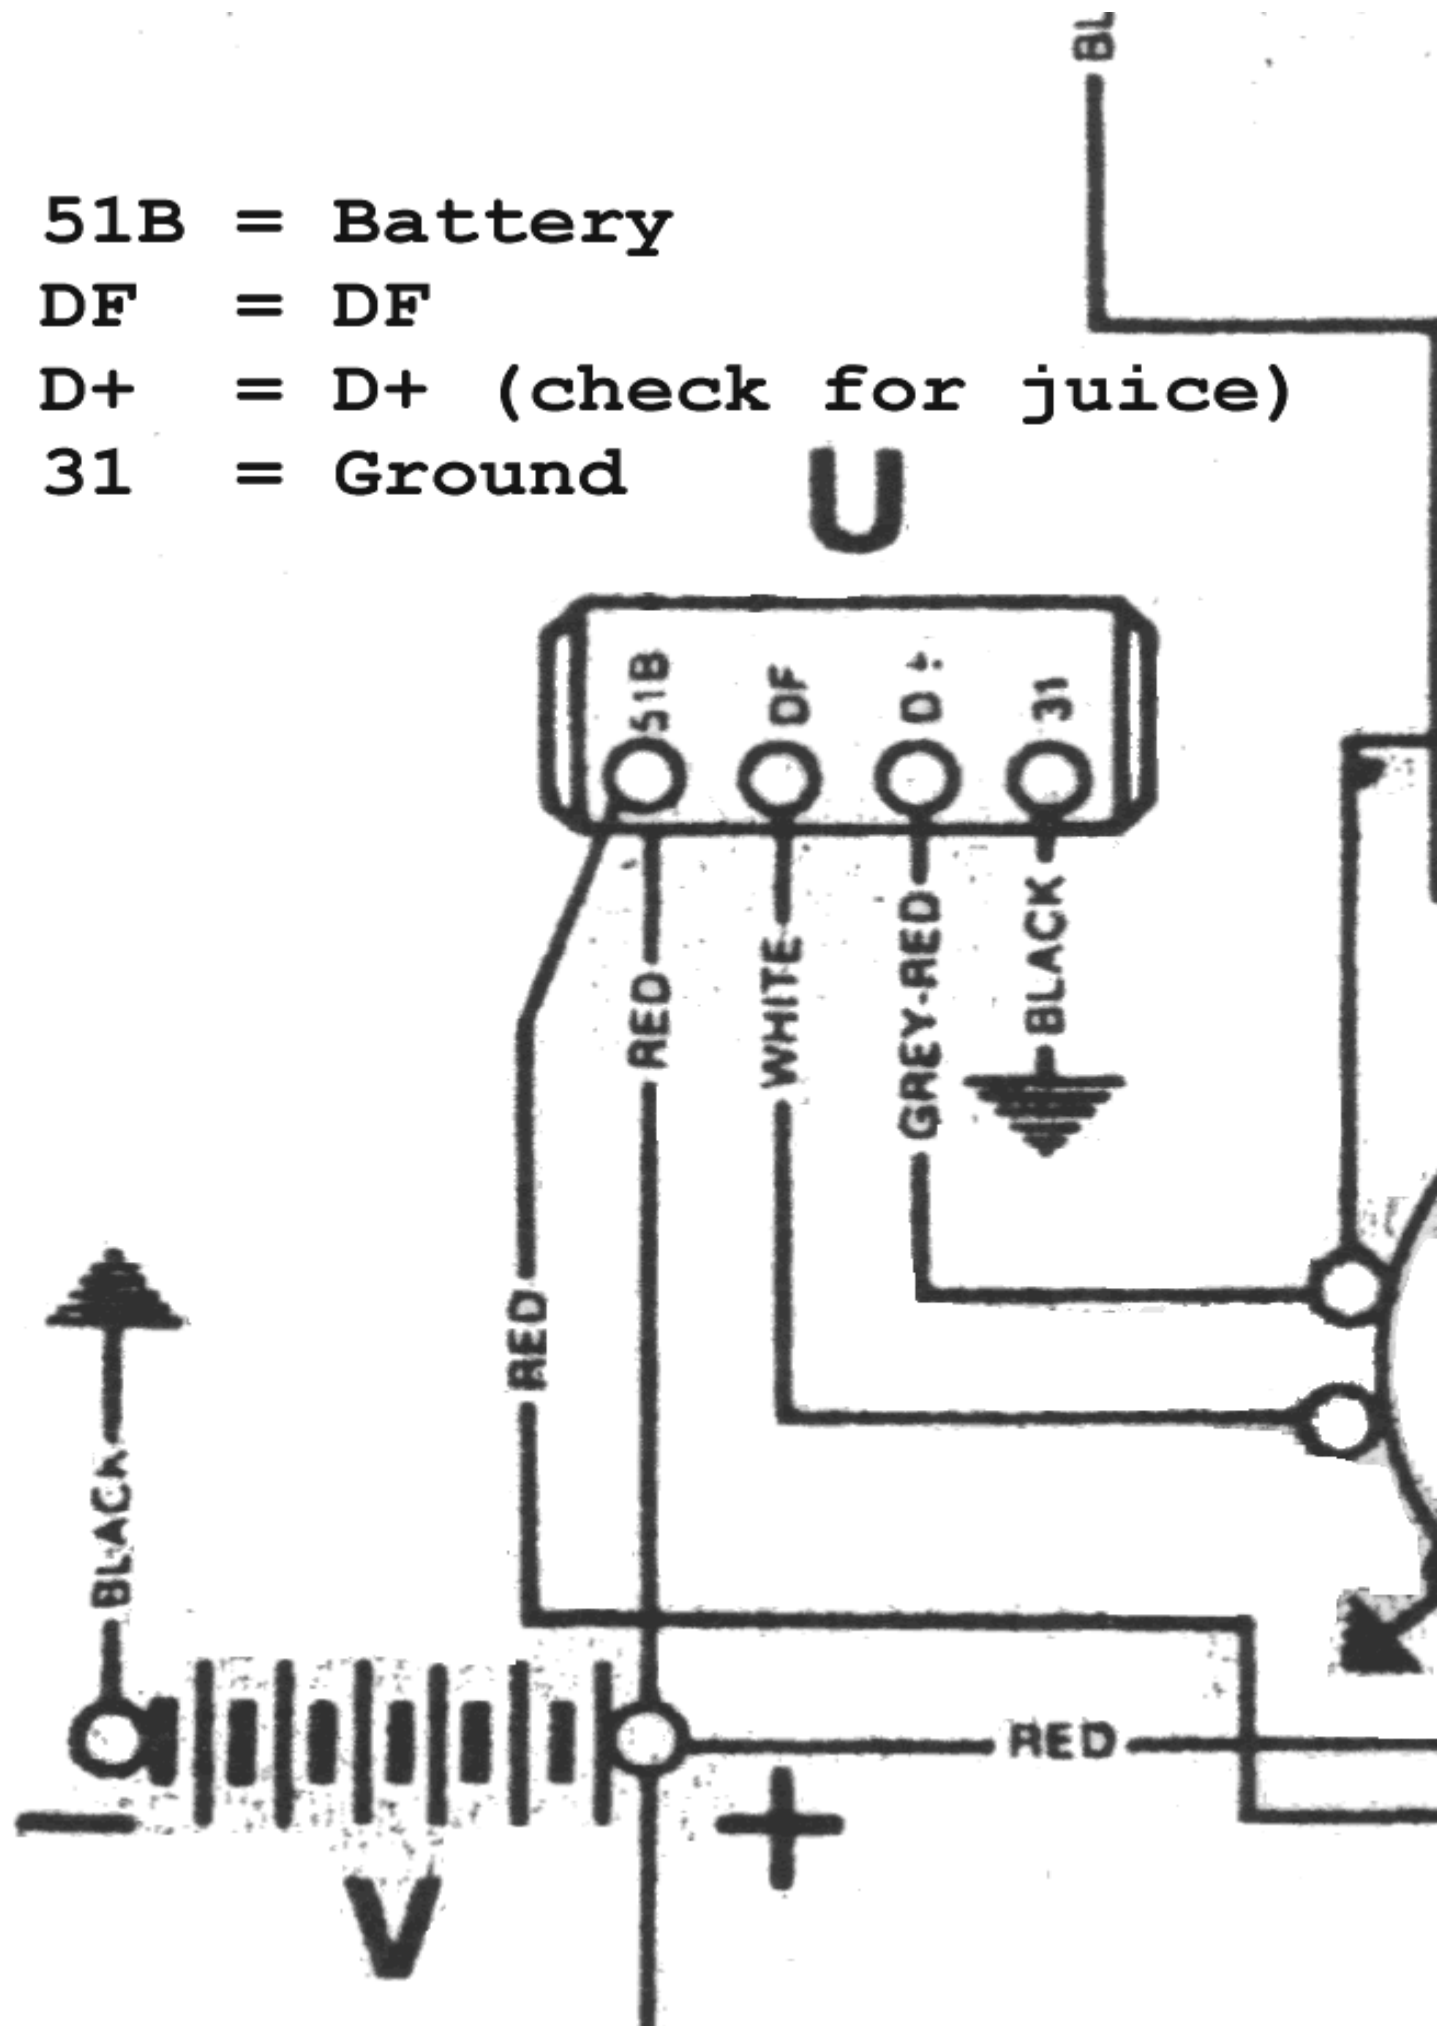 BL
51B = Battery
DF = DF
D+ = D+ (check for juice)
31 = Ground
U
51B
DF
D+
31
RED
WHITE
GREY-RED
BLACK
RED
BLACK
RED
−
+
V